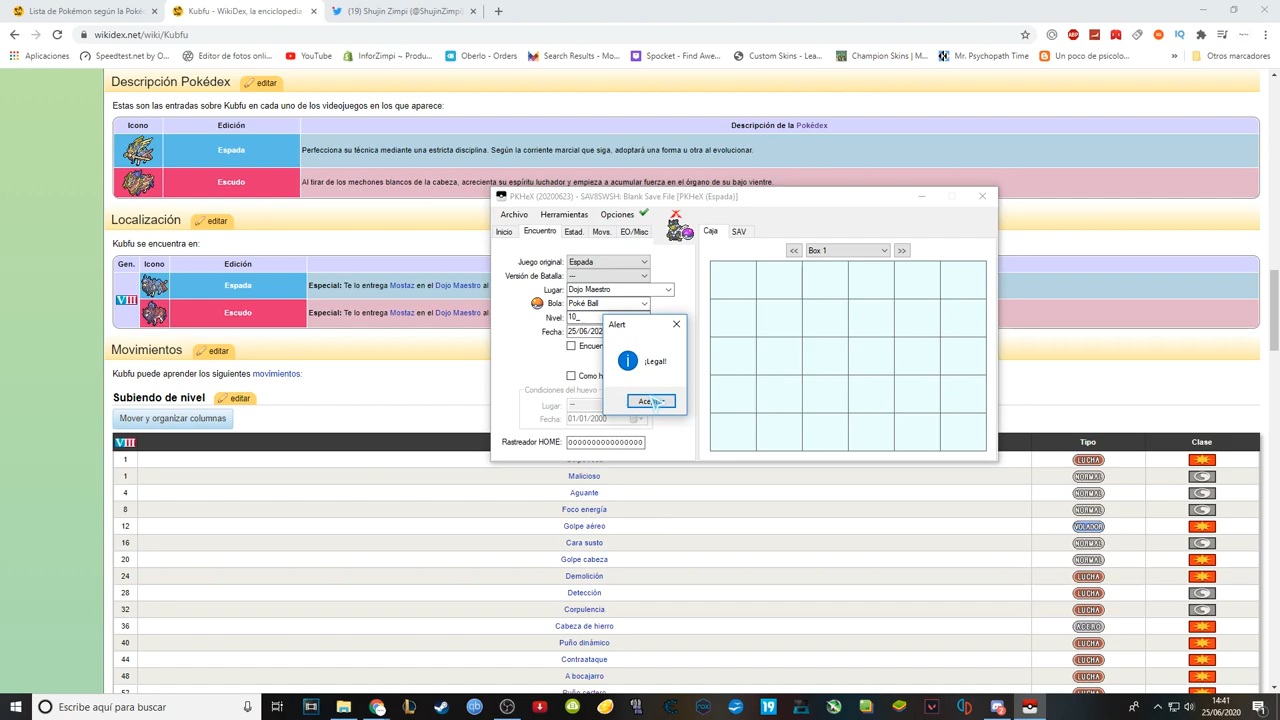 Lista de Pokémon según la Poké
Kubfu - WikiDex, la enciclopedia
(19) Shujin Zimpi (@ShujinZimpi)
wikidex.net/wiki/Kubfu
Aplicaciones
Speedtest.net by O...
Editor de fotos onli...
YouTube
InforZimpi ~ Produ...
Oberlo - Orders
Search Results - Mo...
Spocket - Find Awe...
Custom Skins - Lea...
Champion Skins | M...
Mr. Psychopath Time
Un poco de psicolo...
»
Otros marcadores
Descripción Pokédex editar
Estas son las entradas sobre Kubfu en cada uno de los videojuegos en los que aparece:
Icono Edición Descripción de la Pokédex
Espada Perfecciona su técnica mediante una estricta disciplina. Según la corriente marcial que siga, adoptará una forma u otra al evolucionar.
Escudo Al tirar de los mechones blancos de la cabeza, acrecienta su espíritu luchador y empieza a acumular fuerza en el órgano de su bajo vientre.
Localización editar
Kubfu se encuentra en:
Gen. Icono Edición
VIII
Espada Especial: Te lo entrega Mostaz en el Dojo Maestro al
Escudo Especial: Te lo entrega Mostaz en el Dojo Maestro al
Movimientos editar
Kubfu puede aprender los siguientes movimientos:
Subiendo de nivel editar
Mover y organizar columnas
VIII Tipo Clase
1 LUCHA
1 Malicioso NORMAL
4 Aguante NORMAL
8 Foco energía NORMAL
12 Golpe aéreo VOLADOR
16 Cara susto NORMAL
20 Golpe cabeza NORMAL
24 Demolición LUCHA
28 Detección LUCHA
32 Corpulencia LUCHA
36 Cabeza de hierro ACERO
40 Puño dinámico LUCHA
44 Contraataque LUCHA
48 A bocajarro LUCHA
52 Puño certero
PKHeX (20200623) - SAV8SWSH: Blank Save File [PKHeX (Espada)]
Archivo Herramientas Opciones
Inicio Encuentro Estad. Movs. EO/Misc
Caja SAV
<< Box 1 >>
Juego original: Espada
Versión de Batalla: ---
Lugar: Dojo Maestro
Bola: Poké Ball
Nivel: 10_
Fecha: 25/06/202
Encuen
Como h
Condiciones del huevo
Lugar: ---
Fecha: 01/01/2000
Rastreador HOME: 0000000000000000
Alert
¡Legal!
Escribe aquí para buscar
14:41
25/06/2020